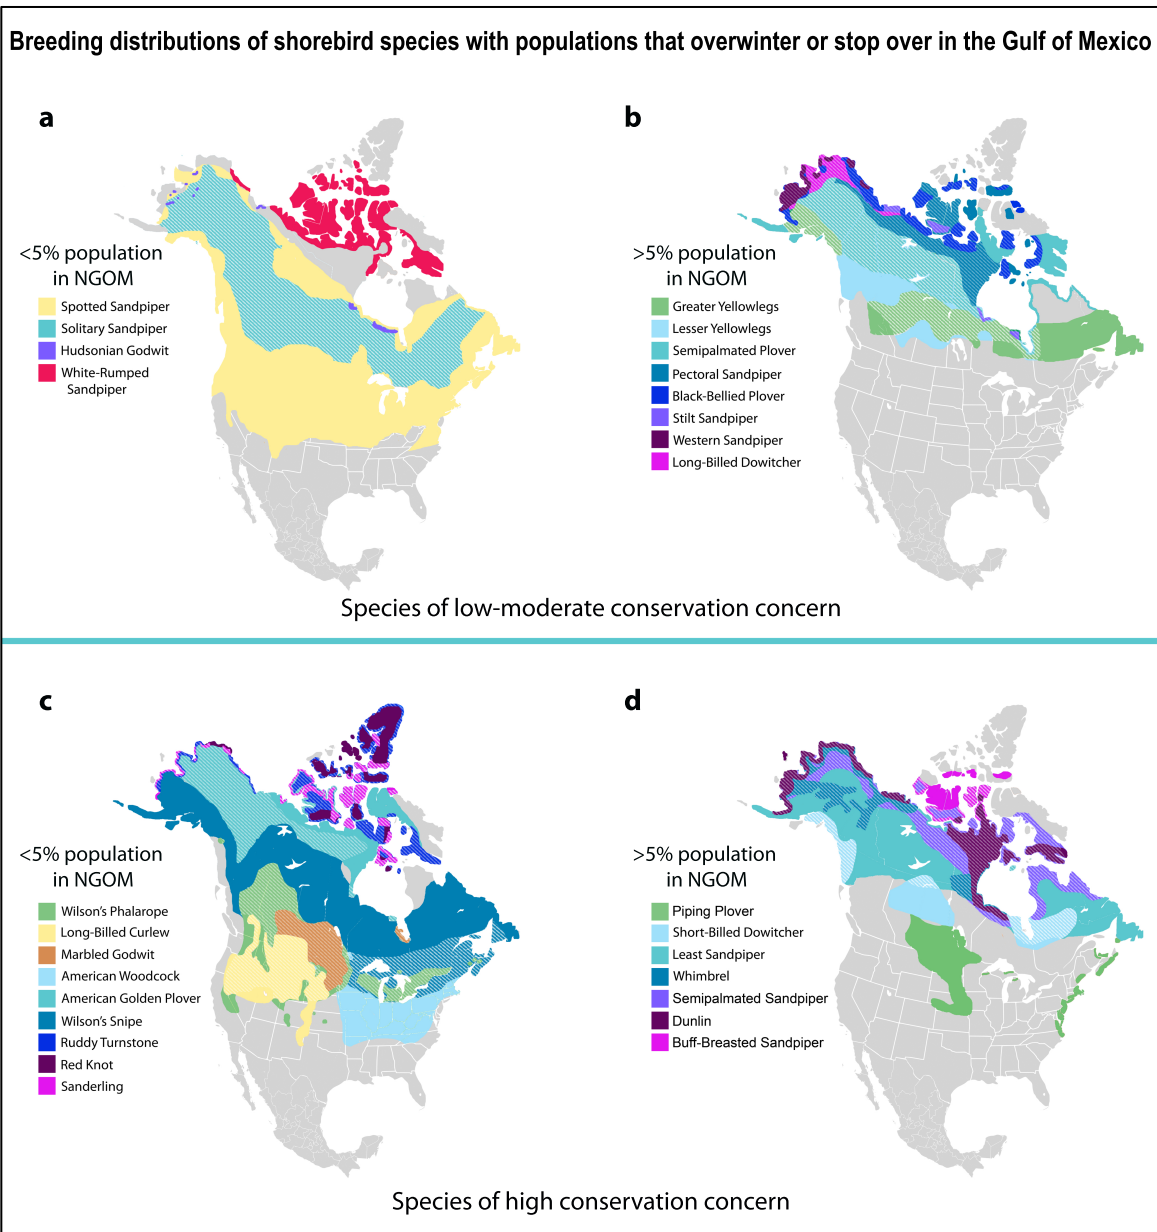 Breeding distributions of shorebird species with populations that overwinter or stop over in the Gulf of Mexico
a
<5% population
in NGOM
Spotted Sandpiper
Solitary Sandpiper
Hudsonian Godwit
White-Rumped
Sandpiper
b
>5% population
in NGOM
Greater Yellowlegs
Lesser Yellowlegs
Semipalmated Plover
Pectoral Sandpiper
Black-Bellied Plover
Stilt Sandpiper
Western Sandpiper
Long-Billed Dowitcher
Species of low-moderate conservation concern
c
<5% population
in NGOM
Wilson's Phalarope
Long-Billed Curlew
Marbled Godwit
American Woodcock
American Golden Plover
Wilson's Snipe
Ruddy Turnstone
Red Knot
Sanderling
d
>5% population
in NGOM
Piping Plover
Short-Billed Dowitcher
Least Sandpiper
Whimbrel
Semipalmated Sandpiper
Dunlin
Buff-Breasted Sandpiper
Species of high conservation concern